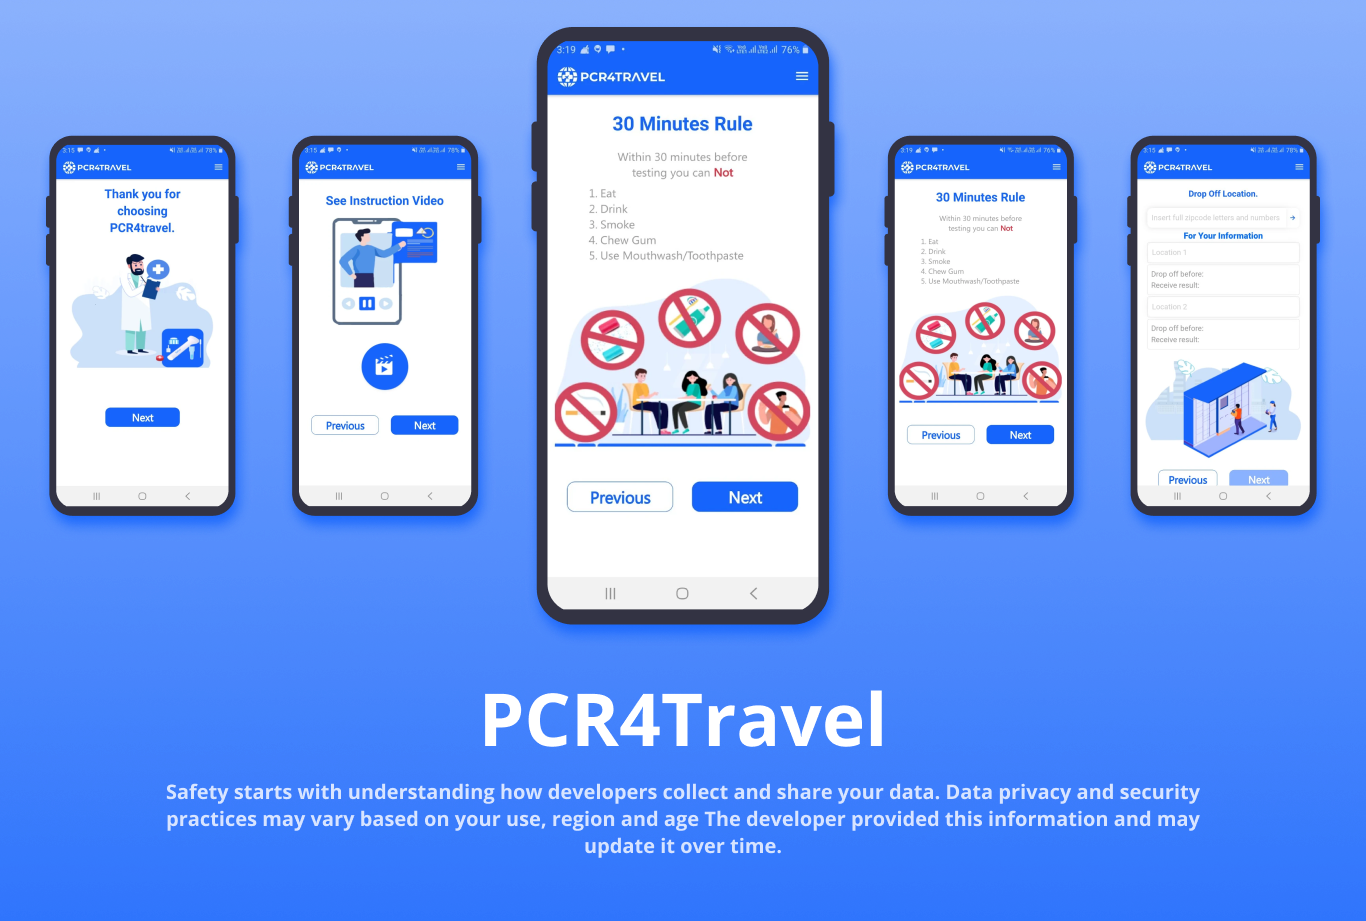 3:15
78%
PCR4TRAVEL
Thank you for
choosing
PCR4travel.
Next
3:15
78%
PCR4TRAVEL
See Instruction Video
Previous
Next
3:19
76%
PCR4TRAVEL
30 Minutes Rule
Within 30 minutes before
testing you can Not
1. Eat
2. Drink
3. Smoke
4. Chew Gum
5. Use Mouthwash/Toothpaste
Previous
Next
3:19
76%
PCR4TRAVEL
30 Minutes Rule
Within 30 minutes before
testing you can Not
1. Eat
2. Drink
3. Smoke
4. Chew Gum
5. Use Mouthwash/Toothpaste
Previous
Next
3:15
78%
PCR4TRAVEL
Drop Off Location.
Insert full zipcode letters and numbers
For Your Information
Location 1
Drop off before:
Receive result:
Location 2
Drop off before:
Receive result:
Previous
Next
PCR4Travel
Safety starts with understanding how developers collect and share your data. Data privacy and security
practices may vary based on your use, region and age The developer provided this information and may
update it over time.